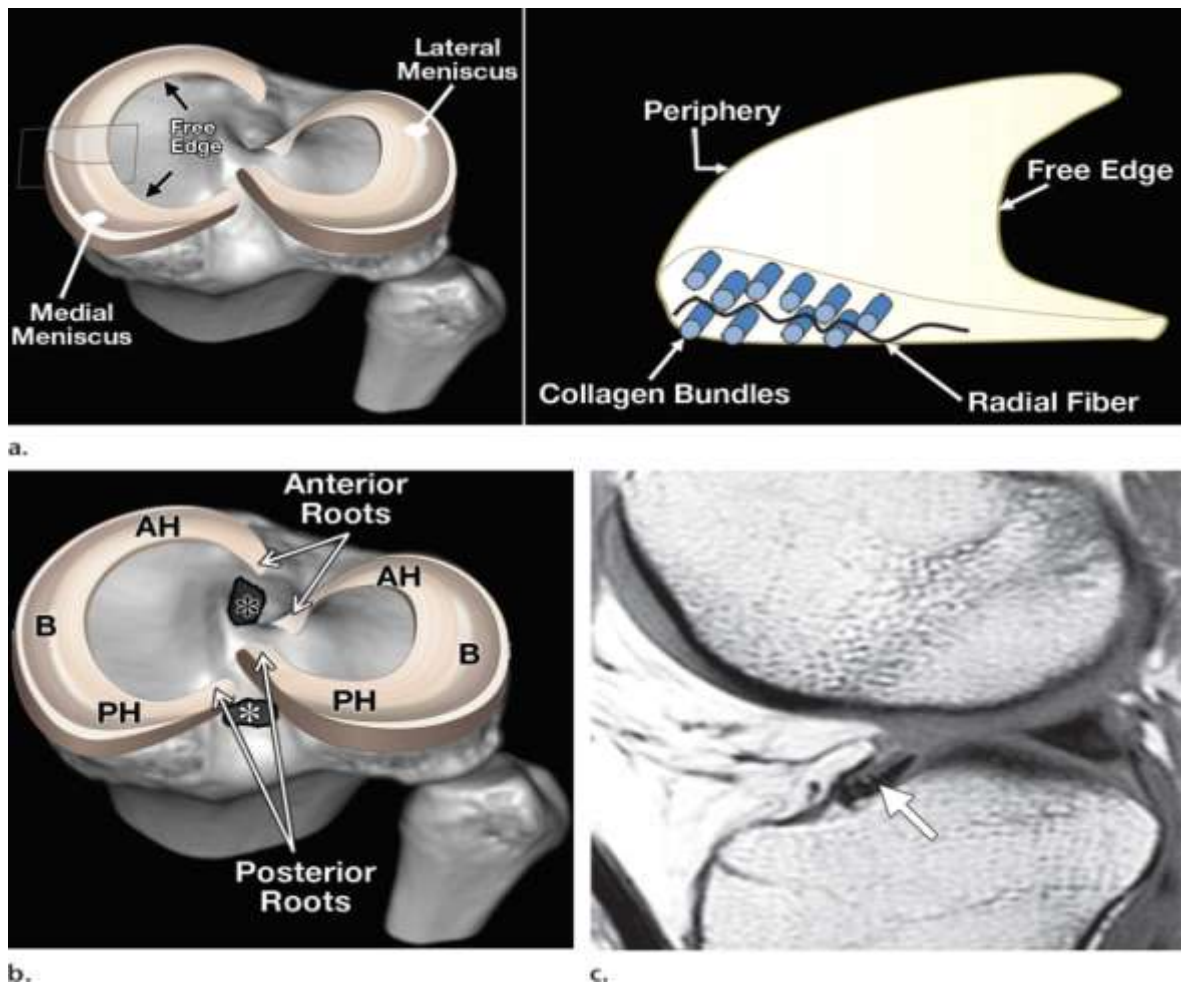 Lateral
Meniscus
Free
Edge
Medial
Meniscus
Periphery
Free Edge
Collagen Bundles
Radial Fiber
a.
Anterior
Roots
AH
AH
*
B
B
PH
*
PH
Posterior
Roots
b.
c.